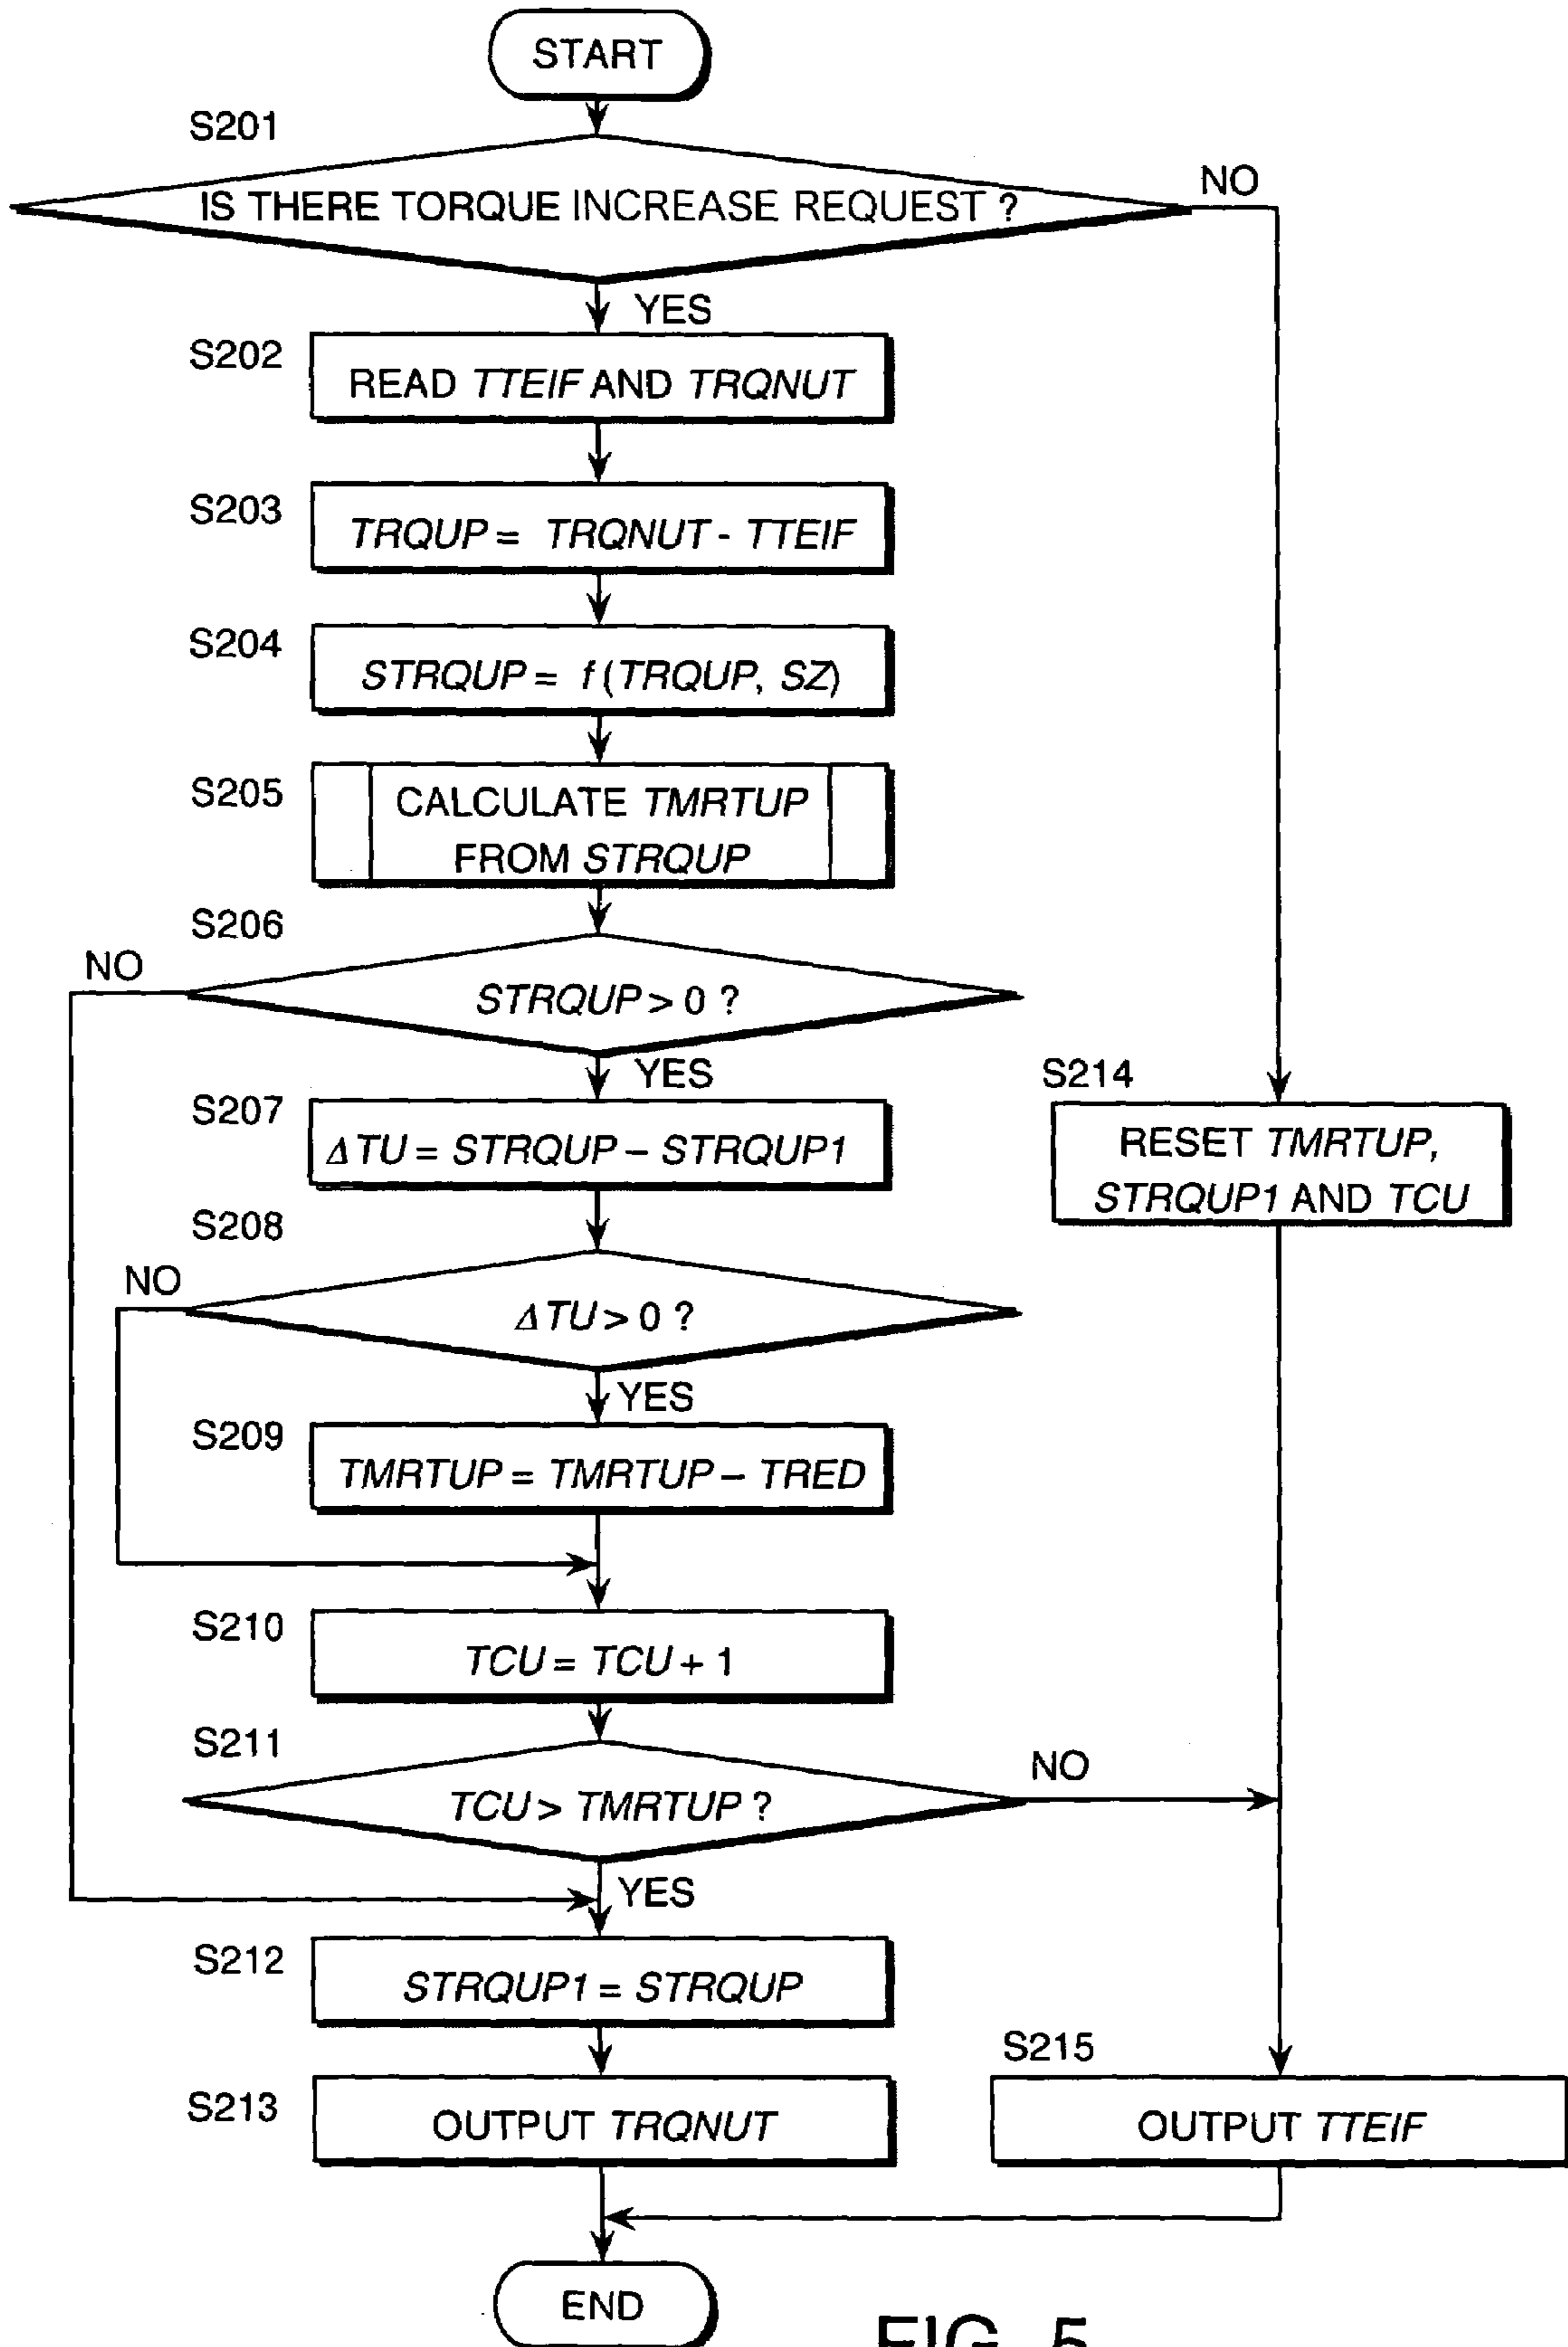 START
S201
IS THERE TORQUE INCREASE REQUEST ?
NO
YES
S202
READ TTEIF AND TRQNUT
S203
TRQUP = TRQNUT - TTEIF
S204
STRQUP = f (TRQUP, SZ)
S205
CALCULATE TMRTUP
FROM STRQUP
S206
NO
STRQUP > 0 ?
YES
S207
ΔTU = STRQUP – STRQUP1
S214
RESET TMRTUP,
STRQUP1 AND TCU
S208
NO
ΔTU > 0 ?
YES
S209
TMRTUP = TMRTUP – TRED
S210
TCU = TCU + 1
S211
TCU > TMRTUP ?
NO
YES
S212
STRQUP1 = STRQUP
S213
OUTPUT TRQNUT
S215
OUTPUT TTEIF
END
FIG. 5